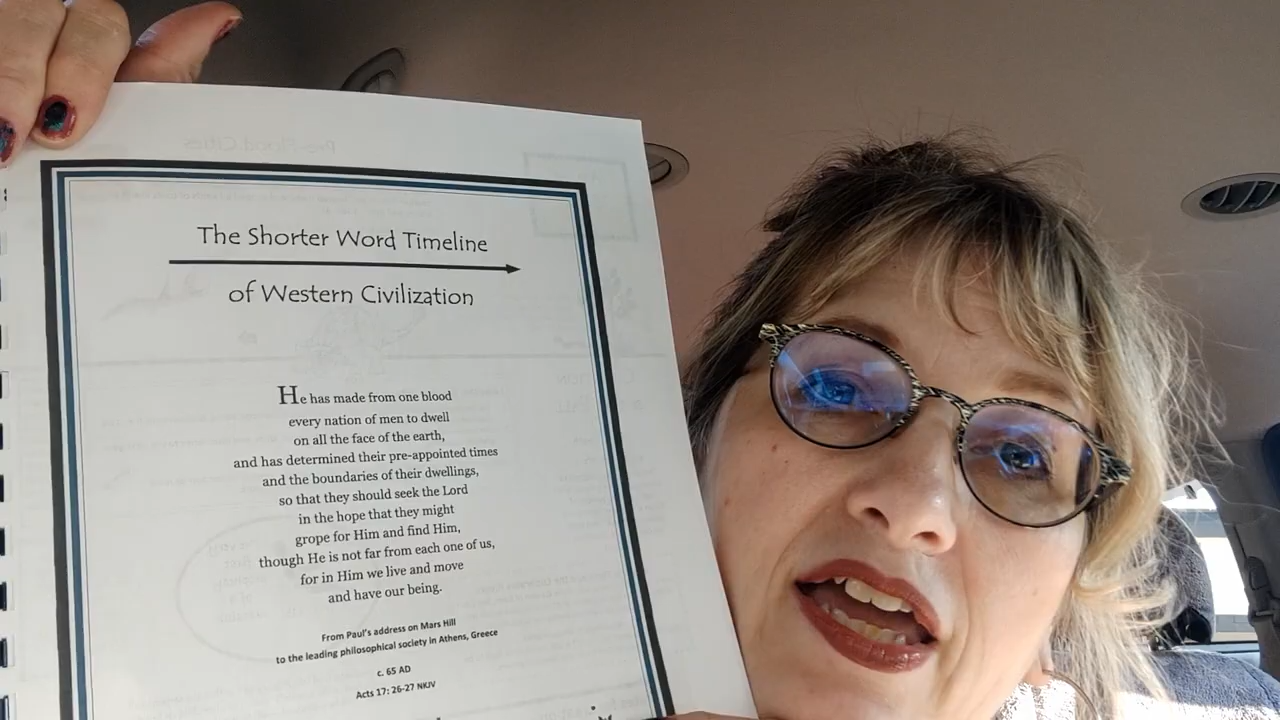 The Shorter Word Timeline
of Western Civilization
He has made from one blood
every nation of men to dwell
on all the face of the earth,
and has determined their pre-appointed times
and the boundaries of their dwellings,
so that they should seek the Lord
in the hope that they might
grope for Him and find Him,
though He is not far from each one of us,
for in Him we live and move
and have our being.
From Paul's address on Mars Hill
to the leading philosophical society in Athens, Greece
c. 65 AD
Acts 17: 26-27 NKJV